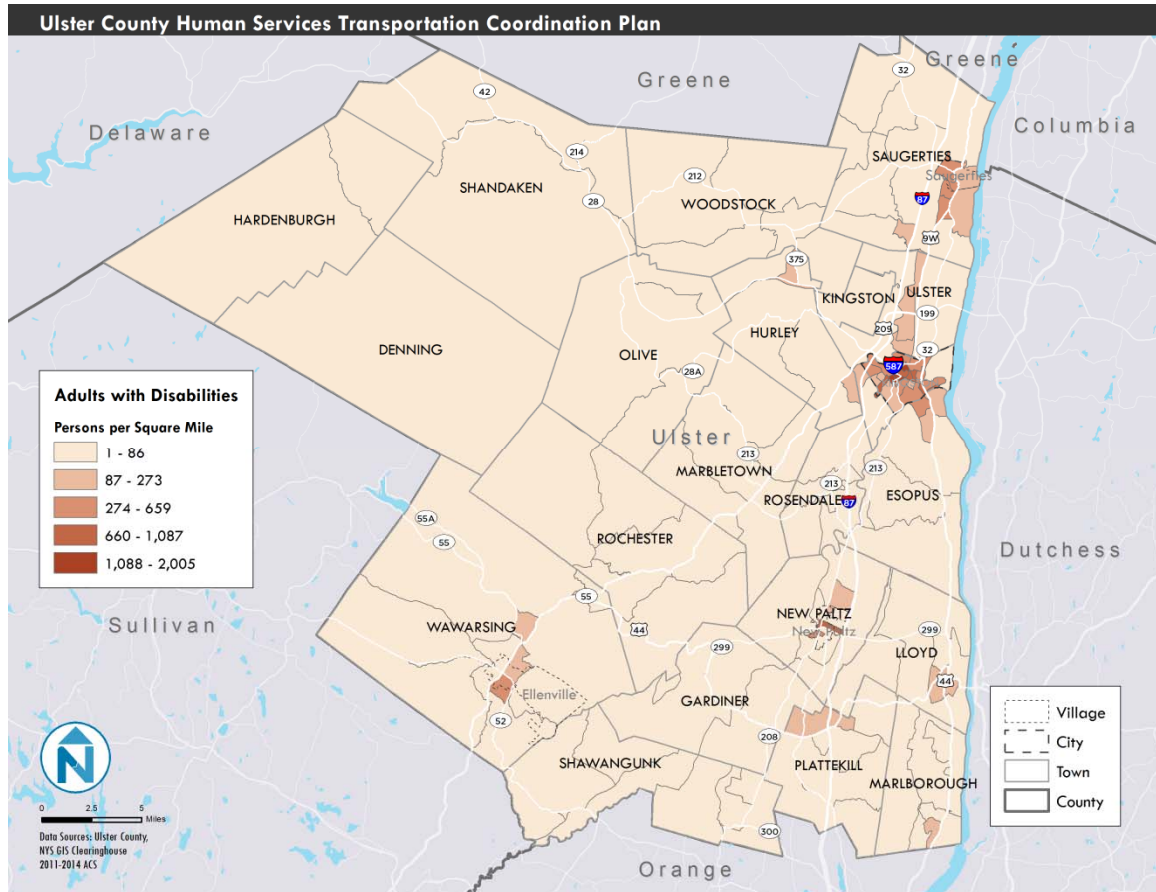 Ulster County Human Services Transportation Coordination Plan
Greene
Greene
32
42
Delaware
Columbia
214
SAUGERTIES
Saugerties
212
SHANDAKEN
28
87
WOODSTOCK
HARDENBURGH
9W
375
KINGSTON
ULSTER
199
209
HURLEY
DENNING
OLIVE
32
587
28A
Adults with Disabilities
Persons per Square Mile
1 - 86
87 - 273
274 - 659
660 - 1,087
1,088 - 2,005
Ulster
213
MARBLETOWN
213
213
ROSENDALE
87
ESOPUS
55A
55
ROCHESTER
Dutchess
55
44
NEW PALTZ
New Paltz
Sullivan
WAWARSING
299
299
LLOYD
44
Ellenville
GARDINER
52
208
SHAWANGUNK
PLATTEKILL
MARLBOROUGH
300
Orange
Village
City
Town
County
N
0 2.5 5
Miles
Data Sources: Ulster County,
NYS GIS Clearinghouse
2011-2014 ACS